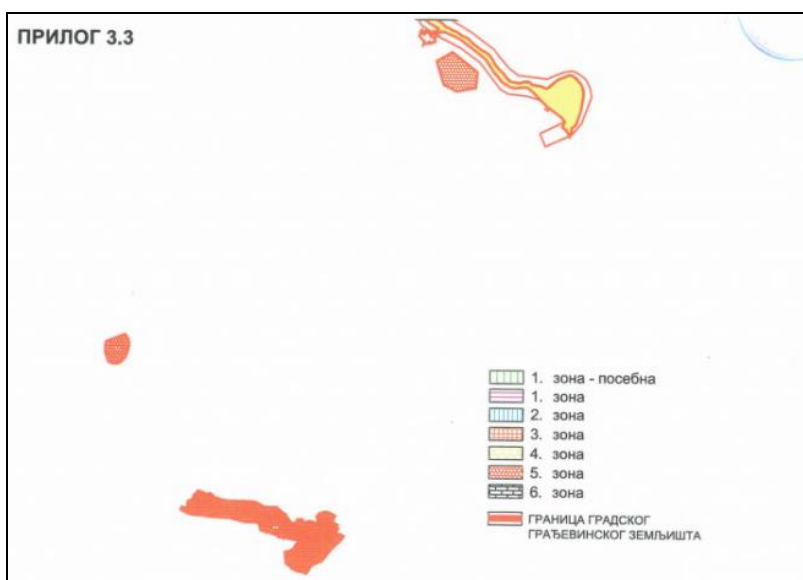 ПРИЛОГ 3.3
1. зона - посебна
1. зона
2. зона
3. зона
4. зона
5. зона
6. зона
ГРАНИЦА ГРАДСКОГ
ГРАЂЕВИНСКОГ ЗЕМЉИШТА